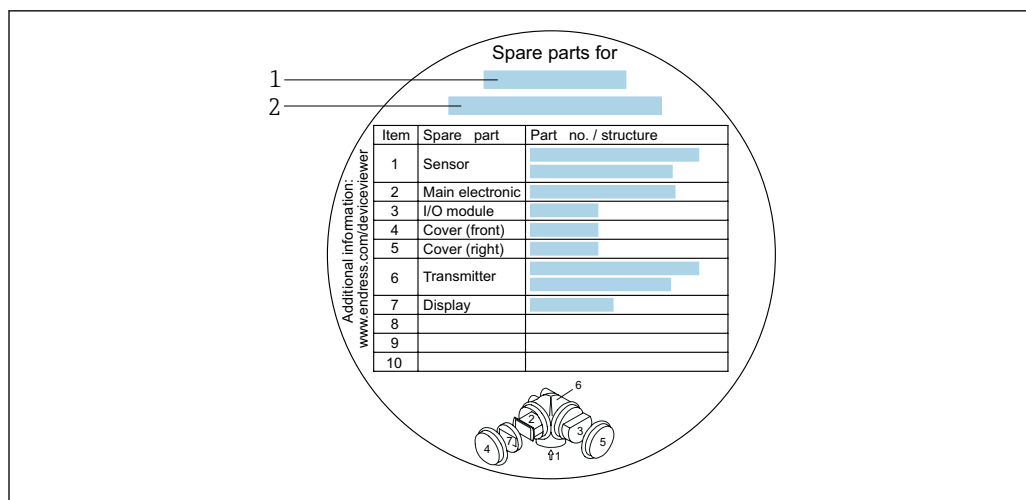 Spare parts for
1
2
Additional information:
www.endress.com/deviceviewer
Item Spare part Part no. / structure
1 Sensor
2 Main electronic
3 I/O module
4 Cover (front)
5 Cover (right)
6 Transmitter
7 Display
8
9
10
6
2
3
7
4
5
1